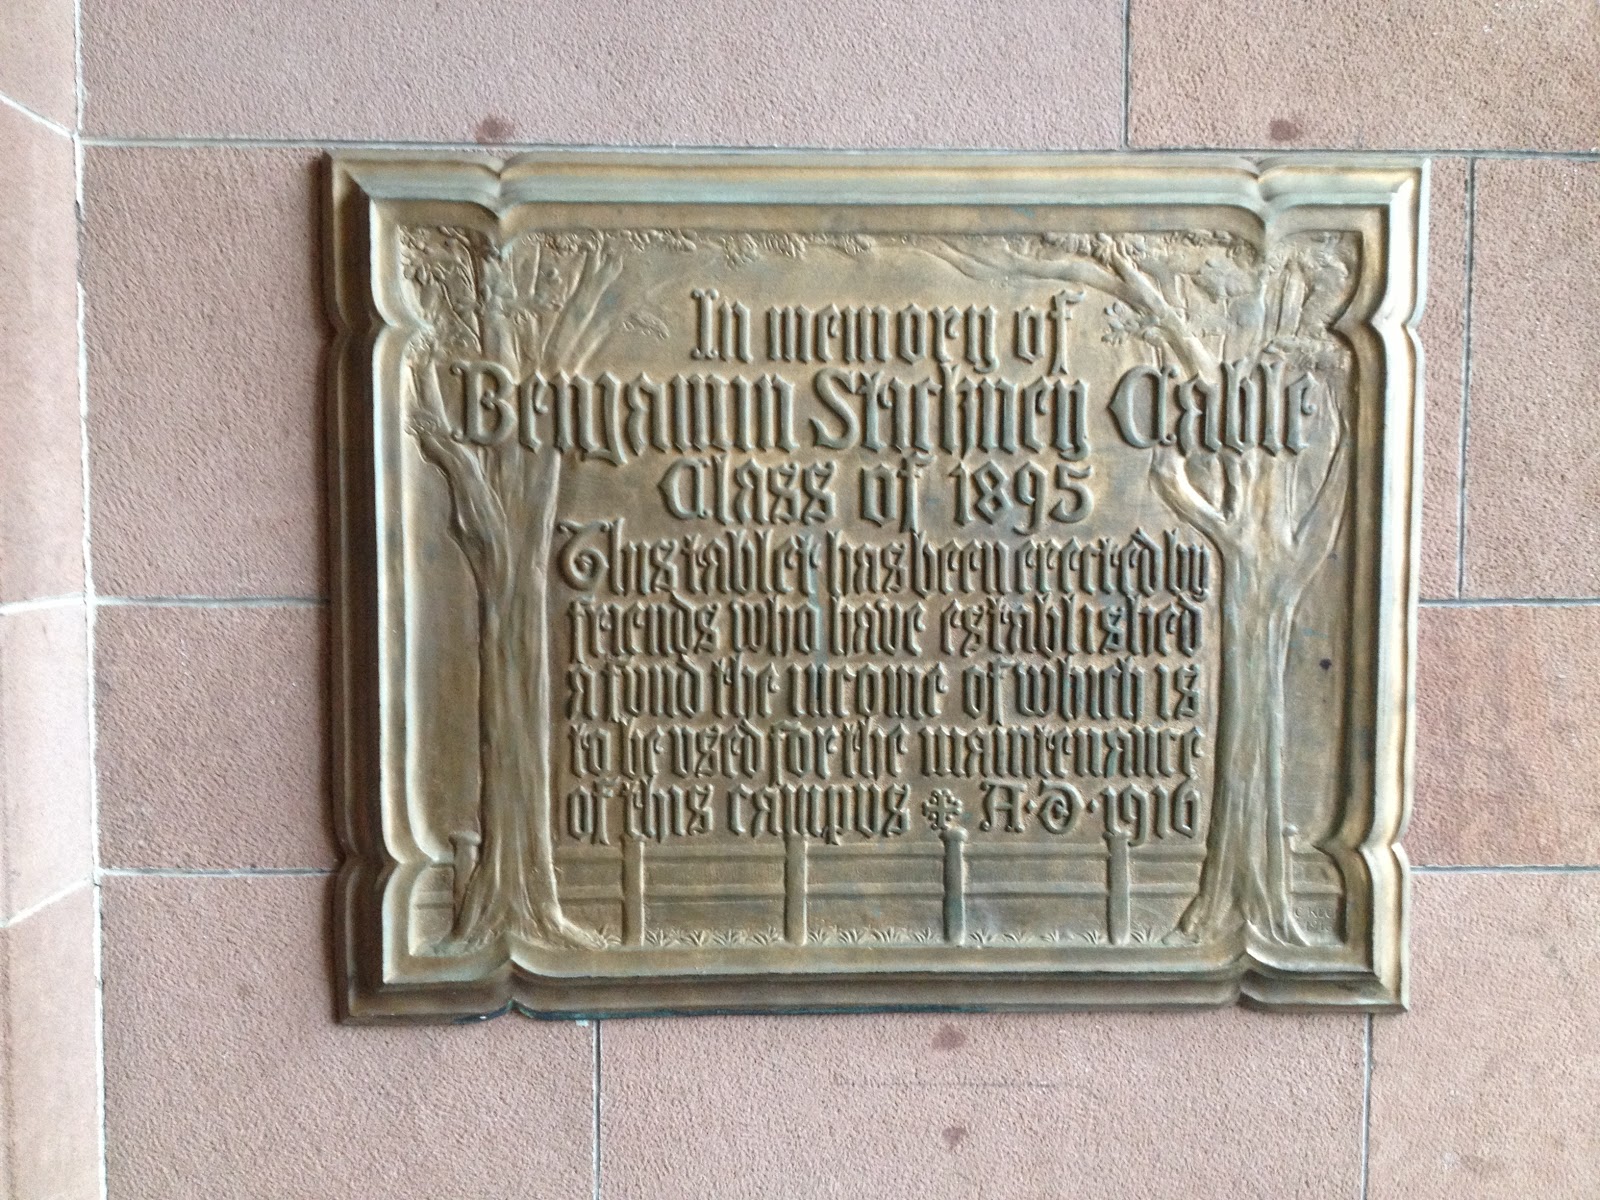 In memory of
Benjamin Stickney Cable
Class of 1895
This tablet has been erected by
friends who have established
a fund the income of which is
to be used for the maintenance
of this campus ✣ A·D·1916